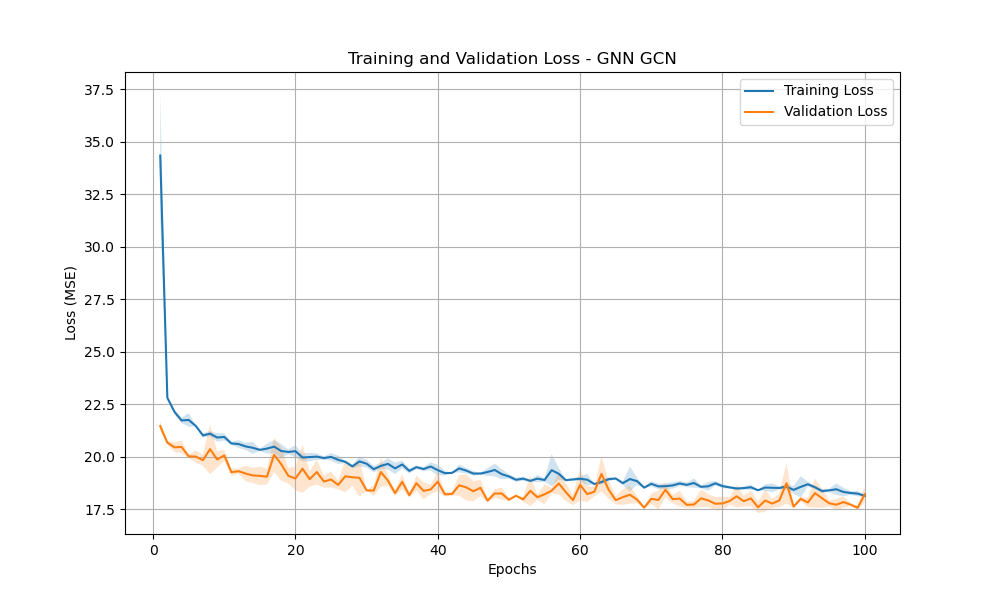 Training and Validation Loss - GNN GCN
Training Loss
Validation Loss
37.5
35.0
32.5
30.0
27.5
25.0
22.5
20.0
17.5
Loss (MSE)
0 20 40 60 80 100
Epochs